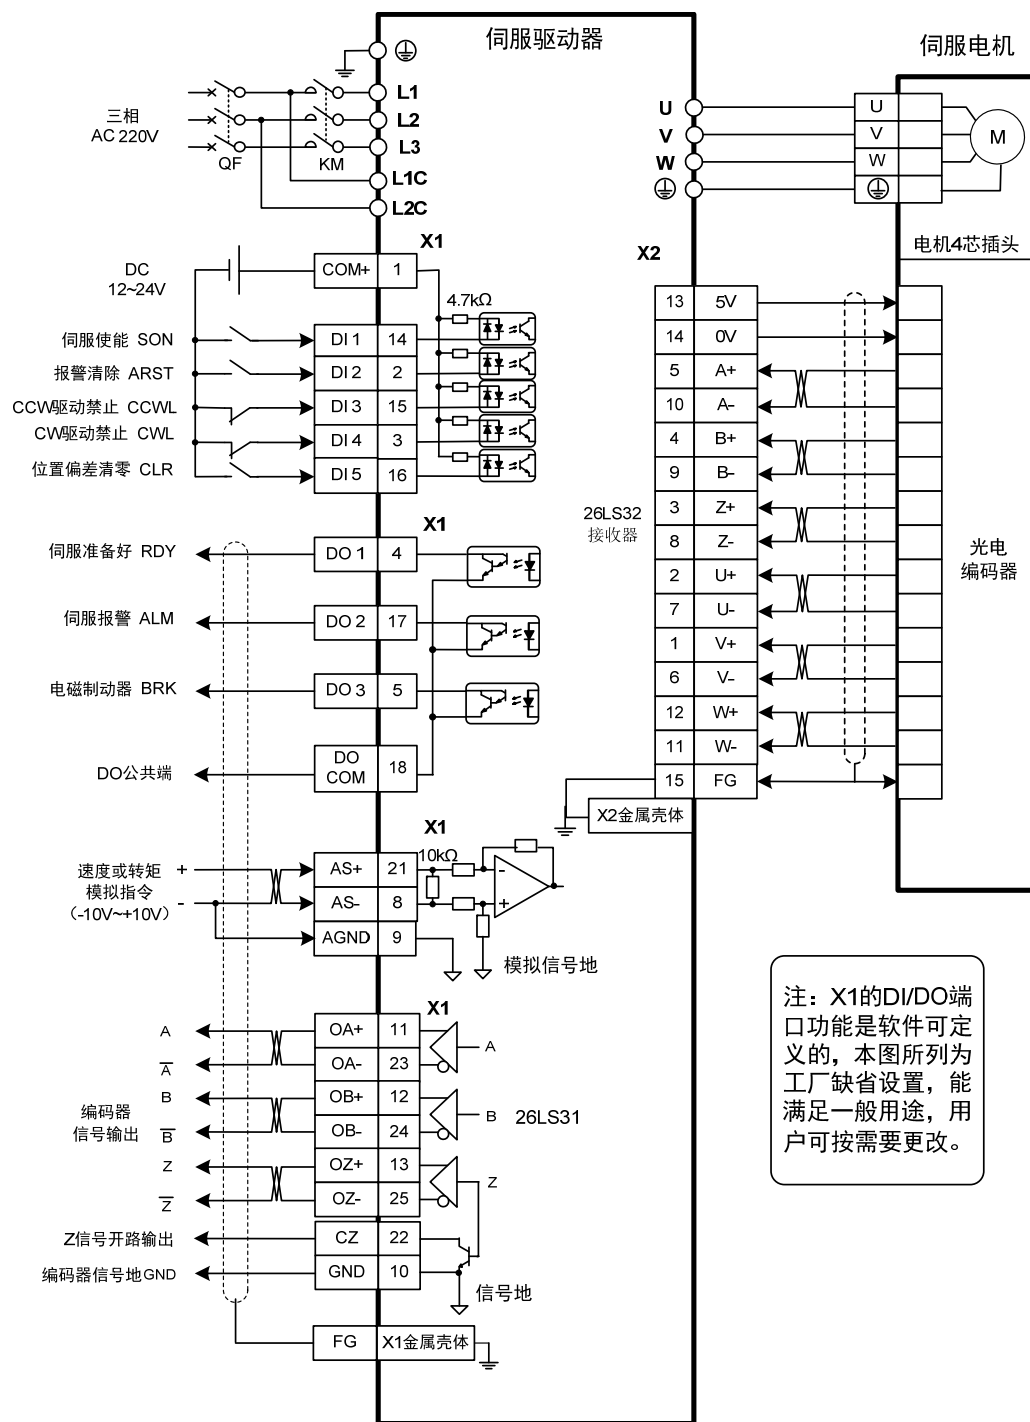 伺服驱动器
伺服电机
三相
AC 220V
QF
KM
L1
L2
L3
L1C
L2C
U
V
W
U
V
W
M
电机4芯插头
X1
DC
12~24V
COM+ 1
4.7kΩ
伺服使能 SON DI 1 14
报警清除 ARST DI 2 2
CCW驱动禁止 CCWL DI 3 15
CW驱动禁止 CWL DI 4 3
位置偏差清零 CLR DI 5 16
X1
伺服准备好 RDY DO 1 4
伺服报警 ALM DO 2 17
电磁制动器 BRK DO 3 5
DO公共端 DO COM 18
X1
速度或转矩
模拟指令
(-10V~+10V)
+
-
AS+ 21
AS- 8
AGND 9
10kΩ
-
+
模拟信号地
X1
A OA+ 11
A OA- 23
A
B OB+ 12
B OB- 24
B
26LS31
编码器
信号输出
Z OZ+ 13
Z OZ- 25
Z
Z信号开路输出 CZ 22
编码器信号地GND GND 10
信号地
FG X1金属壳体
X2
13 5V
14 0V
5 A+
10 A-
4 B+
9 B-
3 Z+
8 Z-
2 U+
7 U-
1 V+
6 V-
12 W+
11 W-
15 FG
26LS32
接收器
X2金属壳体
光电
编码器
注：X1的DI/DO端
口功能是软件可定
义的，本图所列为
工厂缺省设置，能
满足一般用途，用
户可按需要更改。